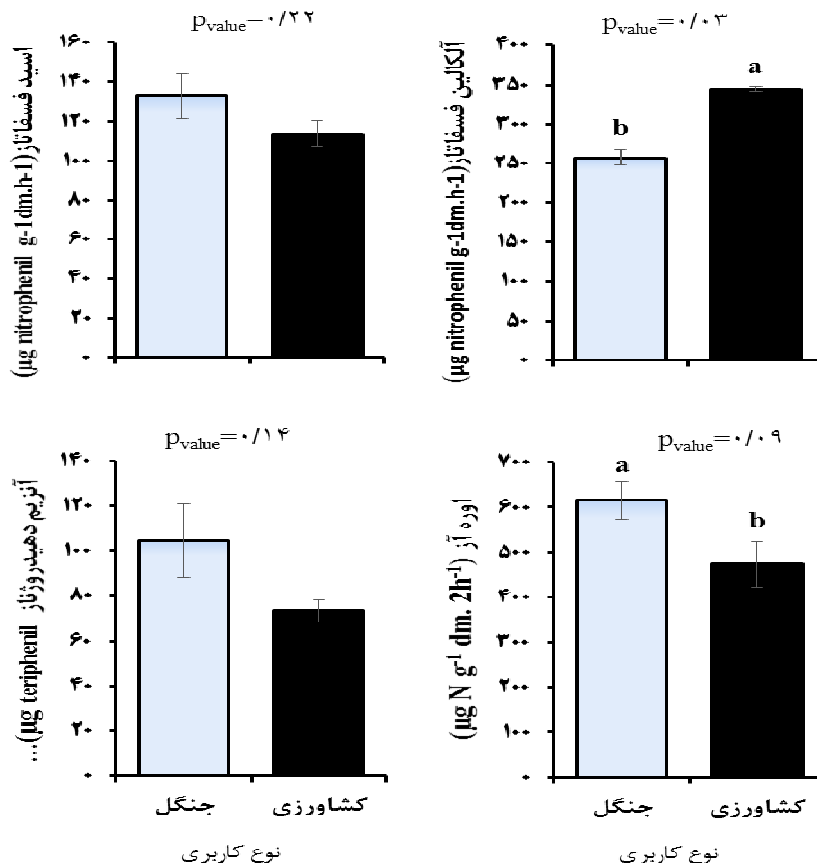 pvalue=۰/۲۲
اسید فسفاتاز
(µg nitrophenil g-1dm.h-1)
۱۶۰
۱۴۰
۱۲۰
۱۰۰
۸۰
۶۰
۴۰
۲۰
۰
pvalue=۰/۰۳
آلکالین فسفاتاز
(µg nitrophenil g-1dm.h-1)
۴۰۰
۳۵۰
۳۰۰
۲۵۰
۲۰۰
۱۵۰
۱۰۰
۵۰
۰
b
a
pvalue=۰/۱۴
آنزیم دهیدروژناز
(µg teriphenil...
۱۴۰
۱۲۰
۱۰۰
۸۰
۶۰
۴۰
۲۰
۰
جنگل
کشاورزی
نوع کاربری
pvalue=۰/۰۹
اوره آز
(µg N g-1 dm. 2h-1)
۷۰۰
۶۰۰
۵۰۰
۴۰۰
۳۰۰
۲۰۰
۱۰۰
۰
a
b
جنگل
کشاورزی
نوع کاربری